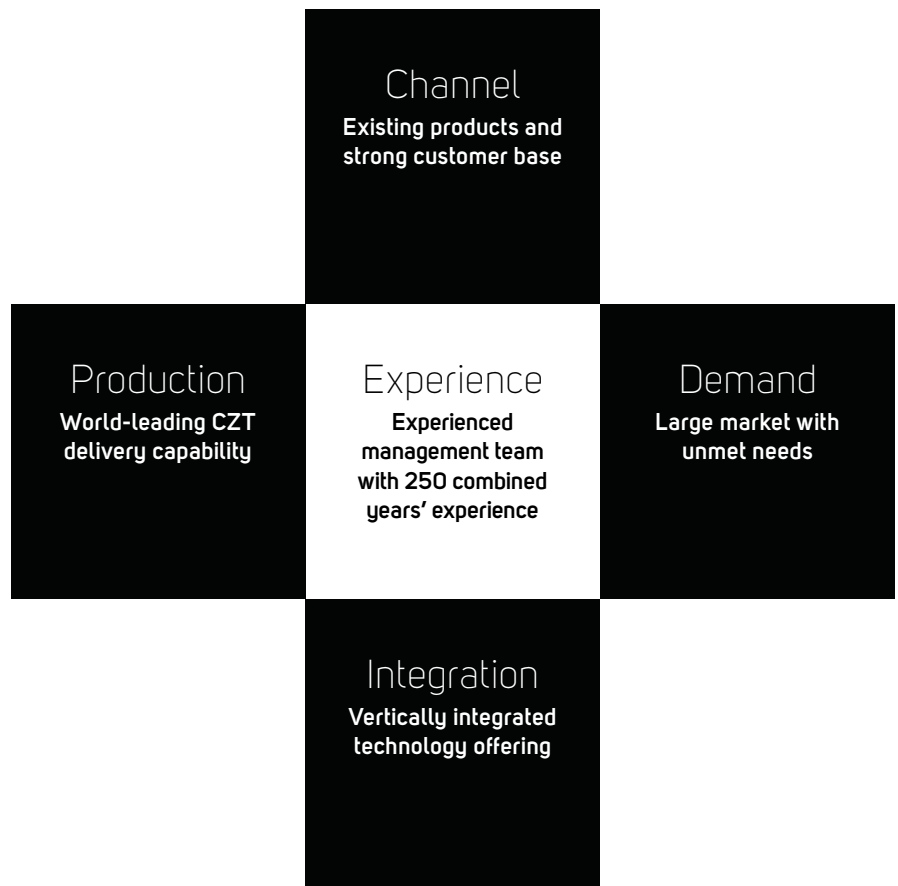 Channel
Existing products and
strong customer base
Production
World-leading CZT
delivery capability
Experience
Experienced
management team
with 250 combined
years’ experience
Demand
Large market with
unmet needs
Integration
Vertically integrated
technology offering